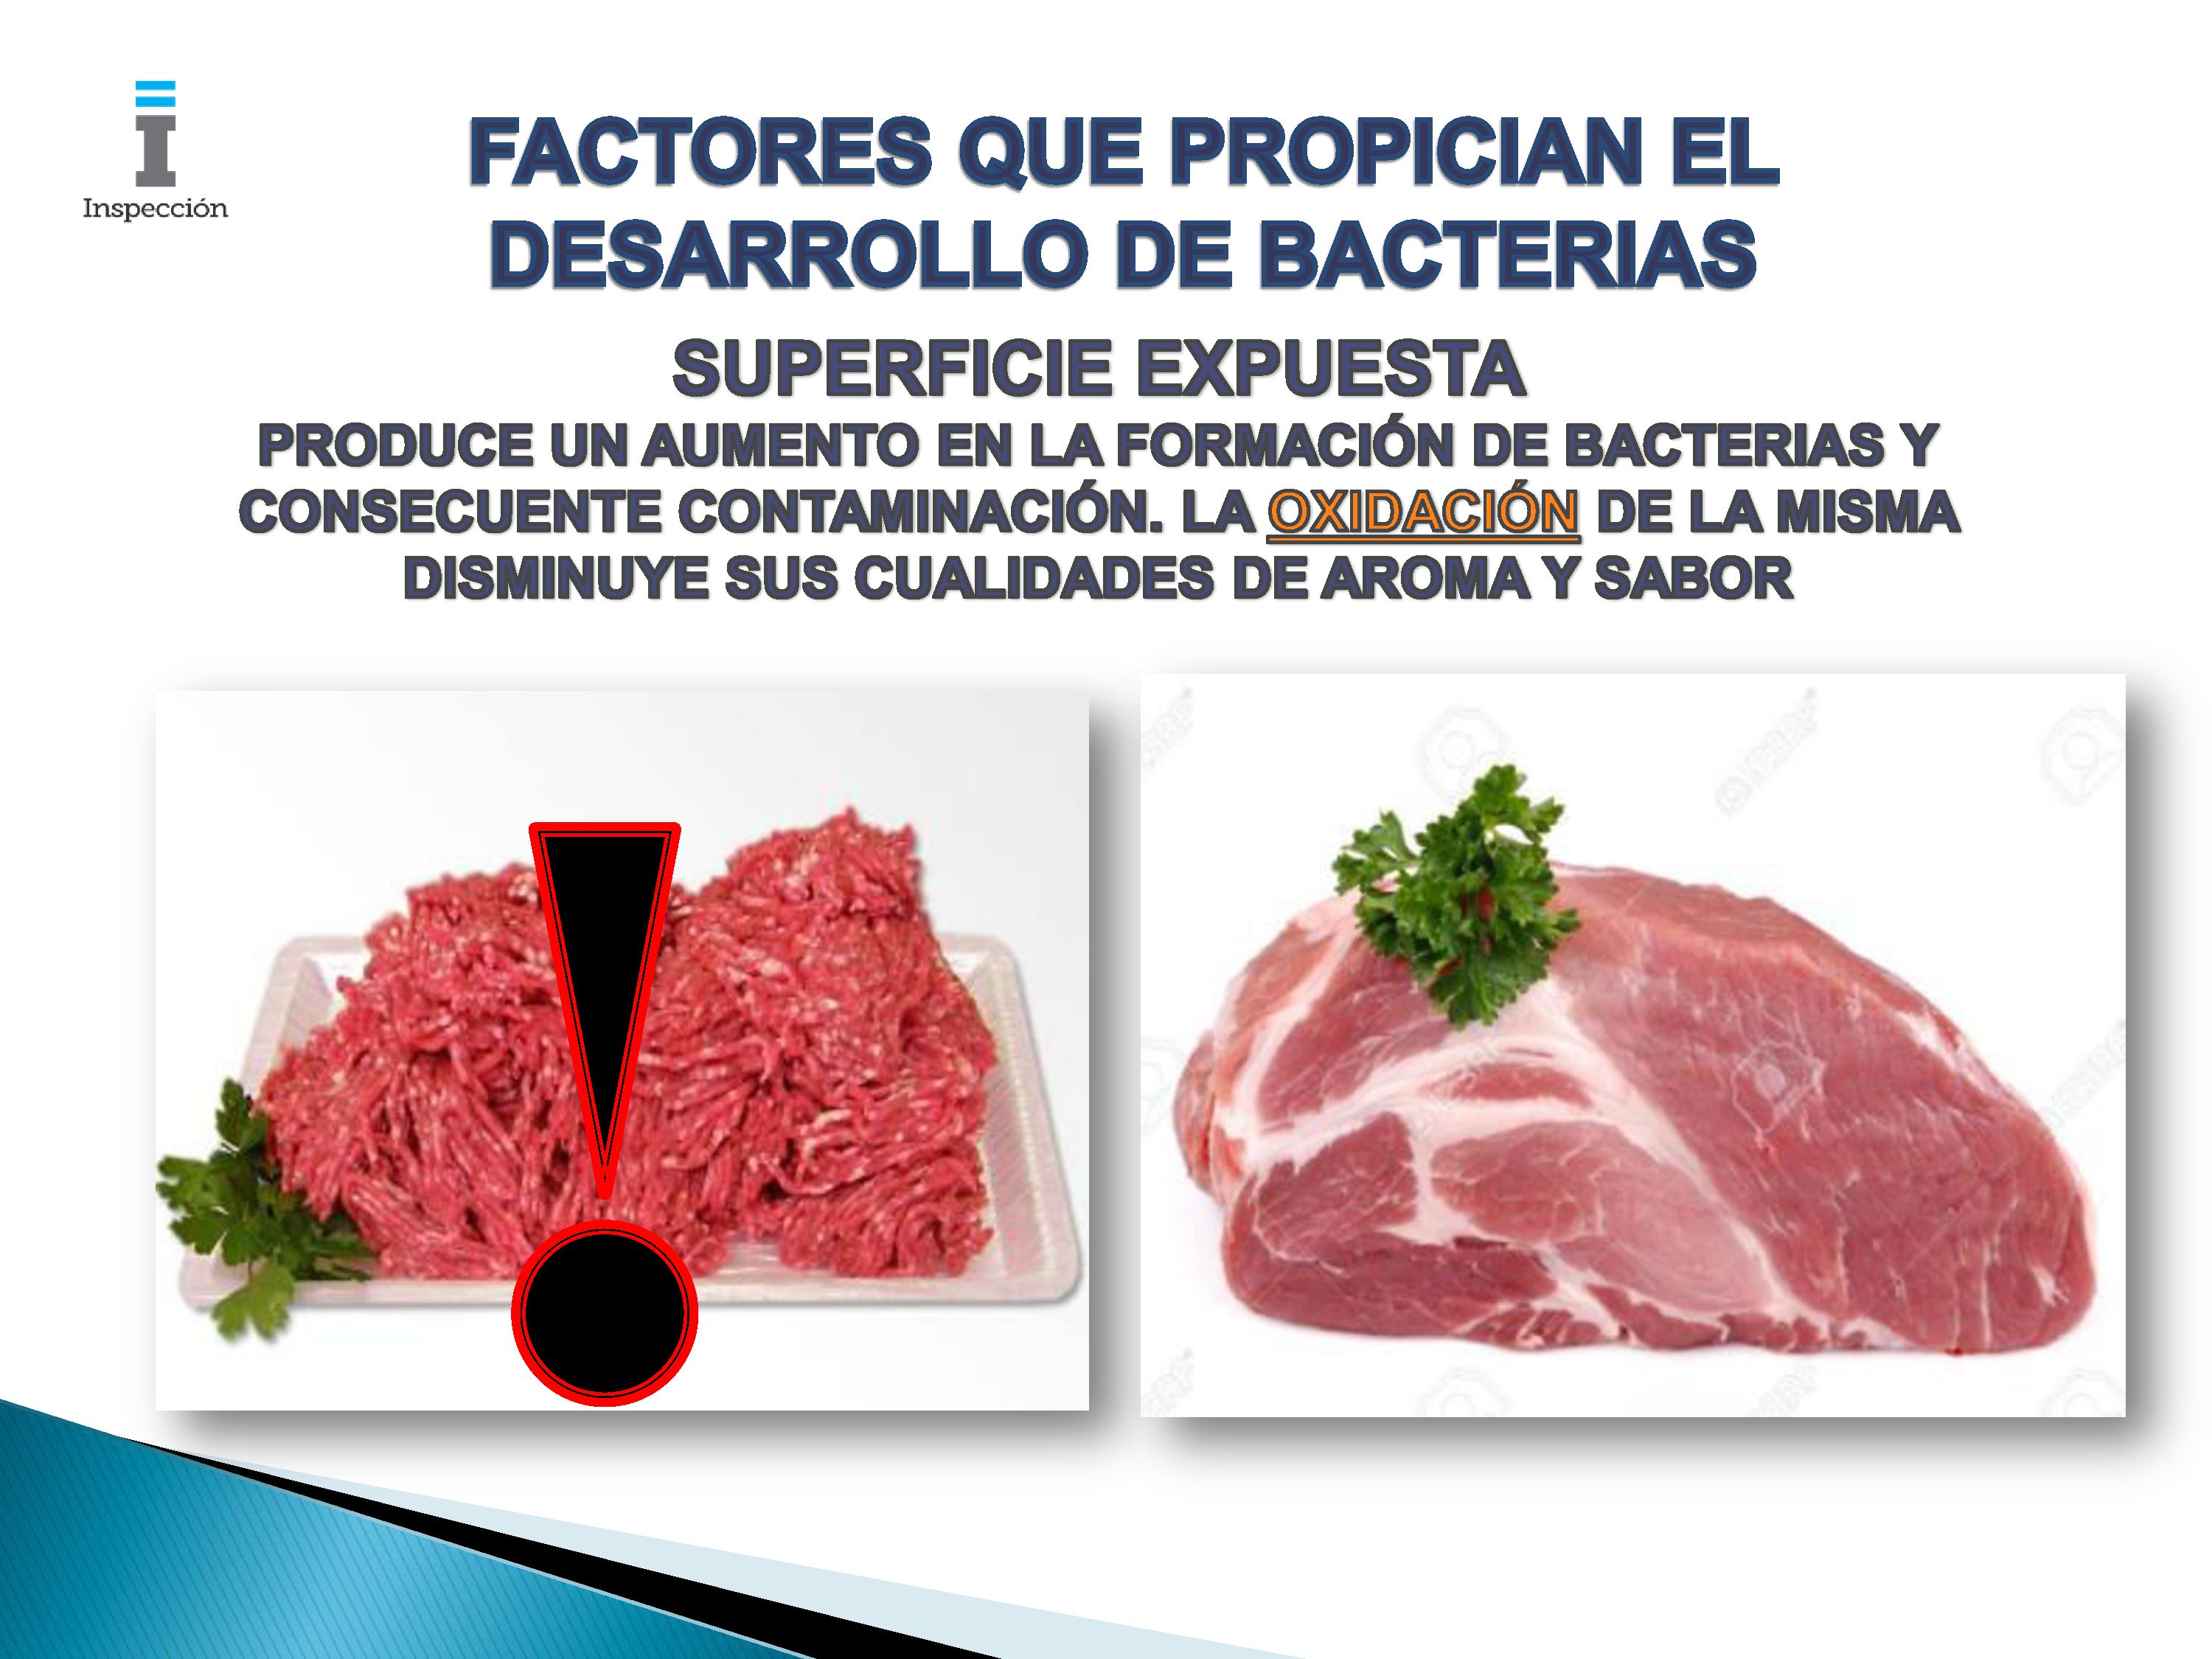 Inspección
FACTORES QUE PROPICIAN EL
DESARROLLO DE BACTERIAS
SUPERFICIE EXPUESTA
PRODUCE UN AUMENTO EN LA FORMACIÓN DE BACTERIAS Y
CONSECUENTE CONTAMINACIÓN. LA OXIDACIÓN DE LA MISMA
DISMINUYE SUS CUALIDADES DE AROMA Y SABOR